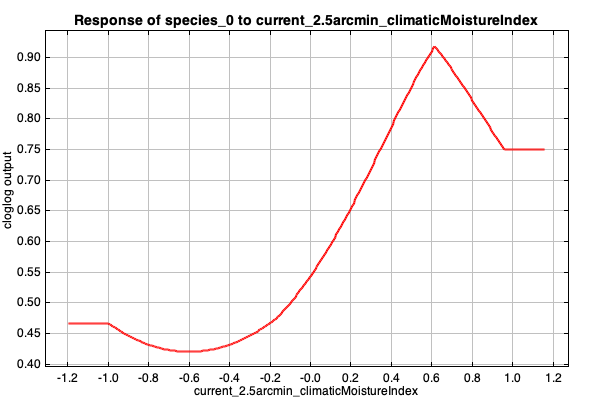 Response of species_0 to current_2.5arcmin_climaticMoistureIndex
0.90
0.85
0.80
0.75
0.70
0.65
0.60
0.55
0.50
0.45
0.40
cloglog output
-1.2 -1.0 -0.8 -0.6 -0.4 -0.2 -0.0 0.2 0.4 0.6 0.8 1.0 1.2
current_2.5arcmin_climaticMoistureIndex